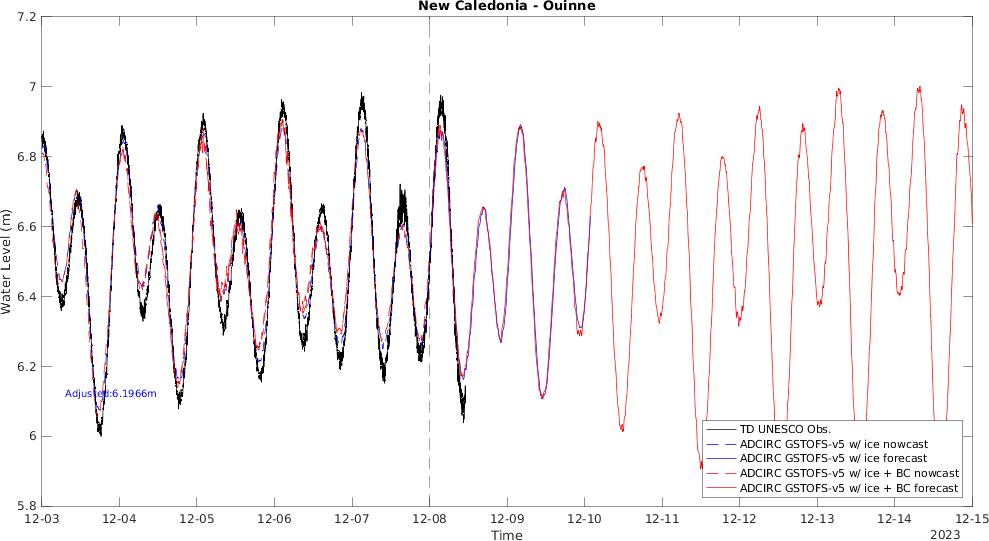 New Caledonia - Ouinne
Water Level (m)
7.2
7
6.8
6.6
6.4
6.2
6
5.8
Adjusted:6.1966m
TD UNESCO Obs.
ADCIRC GSTOFS-v5 w/ ice nowcast
ADCIRC GSTOFS-v5 w/ ice forecast
ADCIRC GSTOFS-v5 w/ ice + BC nowcast
ADCIRC GSTOFS-v5 w/ ice + BC forecast
12-03 12-04 12-05 12-06 12-07 12-08 12-09 12-10 12-11 12-12 12-13 12-14 12-15
Time
2023